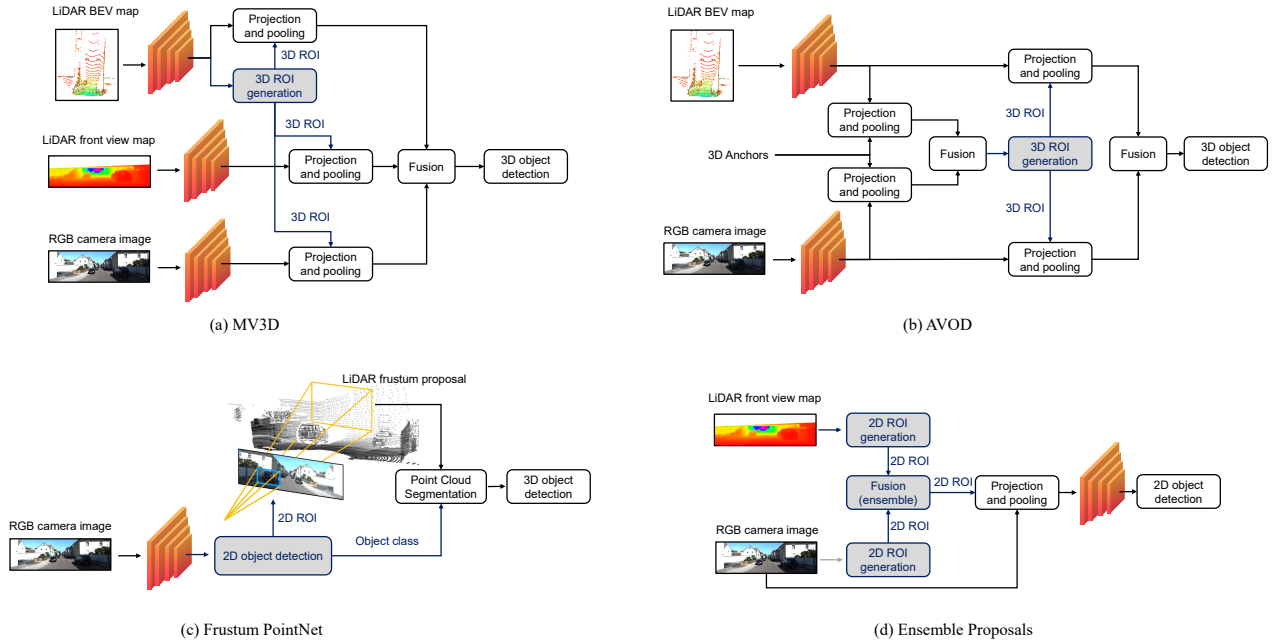 LiDAR BEV map
Projection
and pooling
3D ROI
3D ROI
generation
3D ROI
LiDAR front view map
Projection
and pooling
Fusion
3D object
detection
3D ROI
RGB camera image
Projection
and pooling
(a) MV3D
LiDAR BEV map
Projection
and pooling
3D ROI
Projection
and pooling
3D Anchors
Fusion
3D ROI
generation
Fusion
3D object
detection
Projection
and pooling
3D ROI
RGB camera image
Projection
and pooling
(b) AVOD
LiDAR frustum proposal
Point Cloud
Segmentation
3D object
detection
2D ROI
RGB camera image
2D object detection
Object class
(c) Frustum PointNet
LiDAR front view map
2D ROI
generation
2D ROI
Fusion
(ensemble)
2D ROI
Projection
and pooling
2D object
detection
2D ROI
RGB camera image
2D ROI
generation
(d) Ensemble Proposals